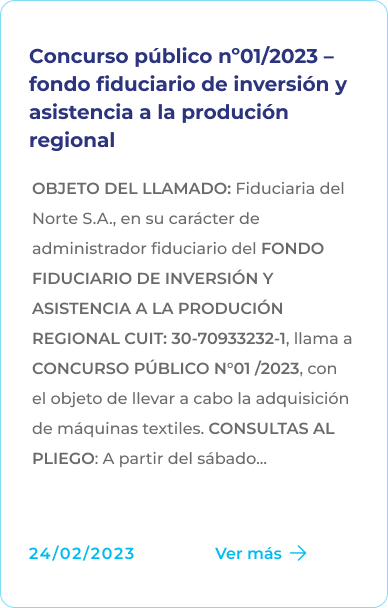 Concurso público nº01/2023 –
fondo fiduciario de inversión y
asistencia a la produción
regional
OBJETO DEL LLAMADO: Fiduciaria del
Norte S.A., en su carácter de
administrador fiduciario del FONDO
FIDUCIARIO DE INVERSIÓN Y
ASISTENCIA A LA PRODUCIÓN
REGIONAL CUIT: 30-70933232-1, llama a
CONCURSO PÚBLICO N°01 /2023, con
el objeto de llevar a cabo la adquisición
de máquinas textiles. CONSULTAS AL
PLIEGO: A partir del sábado...
24/02/2023 Ver más →